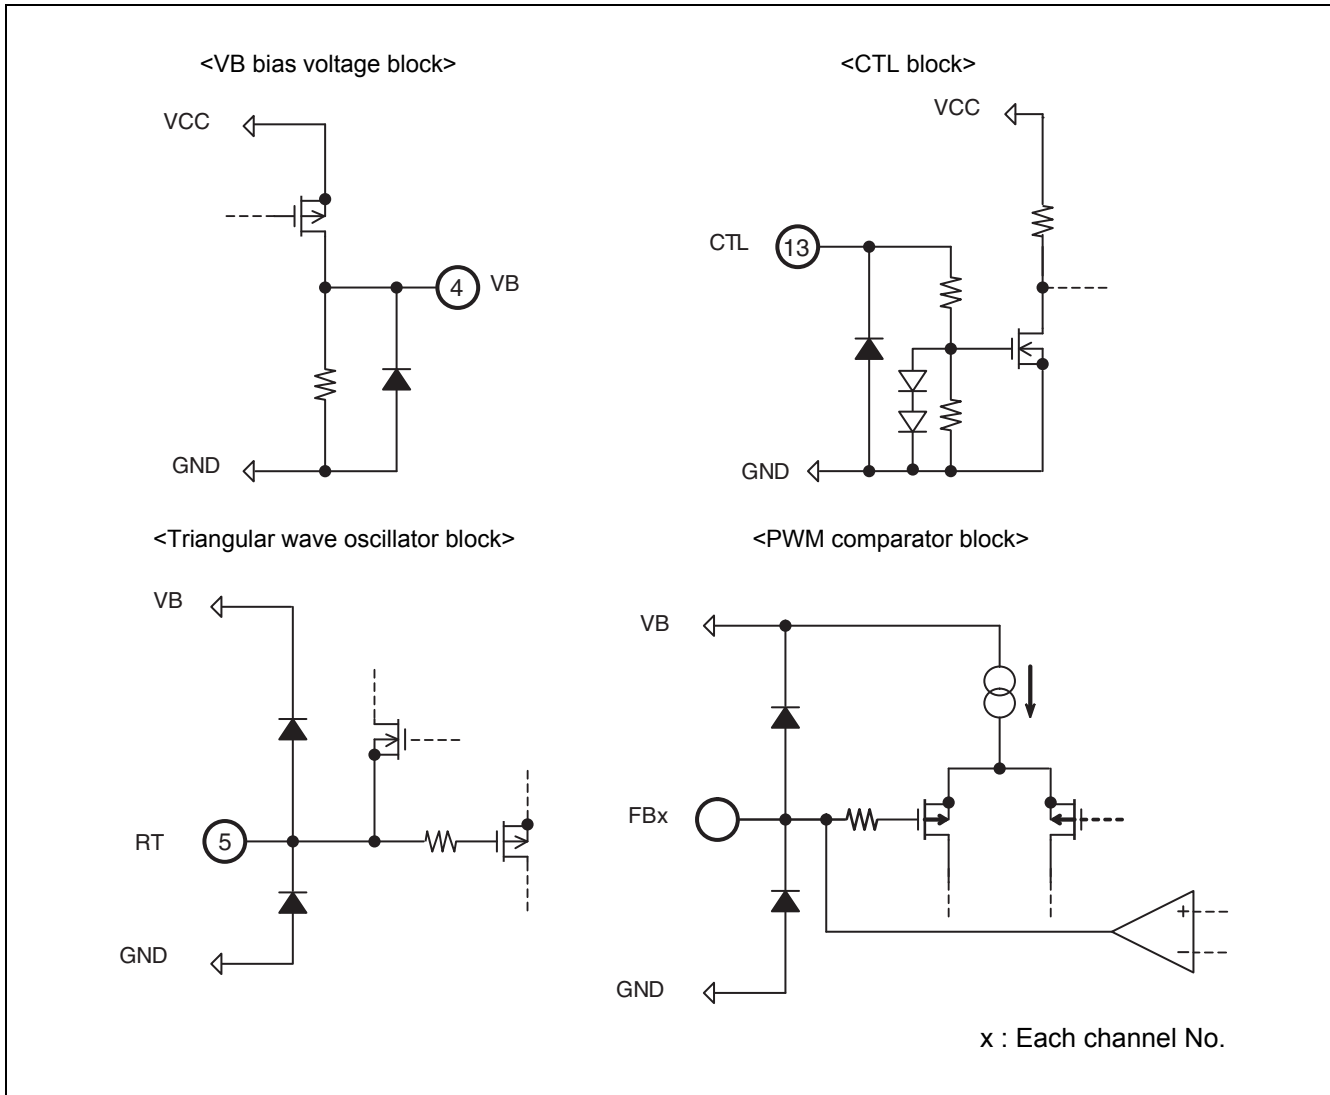 <VB bias voltage block>
VCC
4
VB
GND
<CTL block>
VCC
CTL
13
GND
<Triangular wave oscillator block>
VB
RT
5
GND
<PWM comparator block>
VB
FBx
+
−
GND
x : Each channel No.